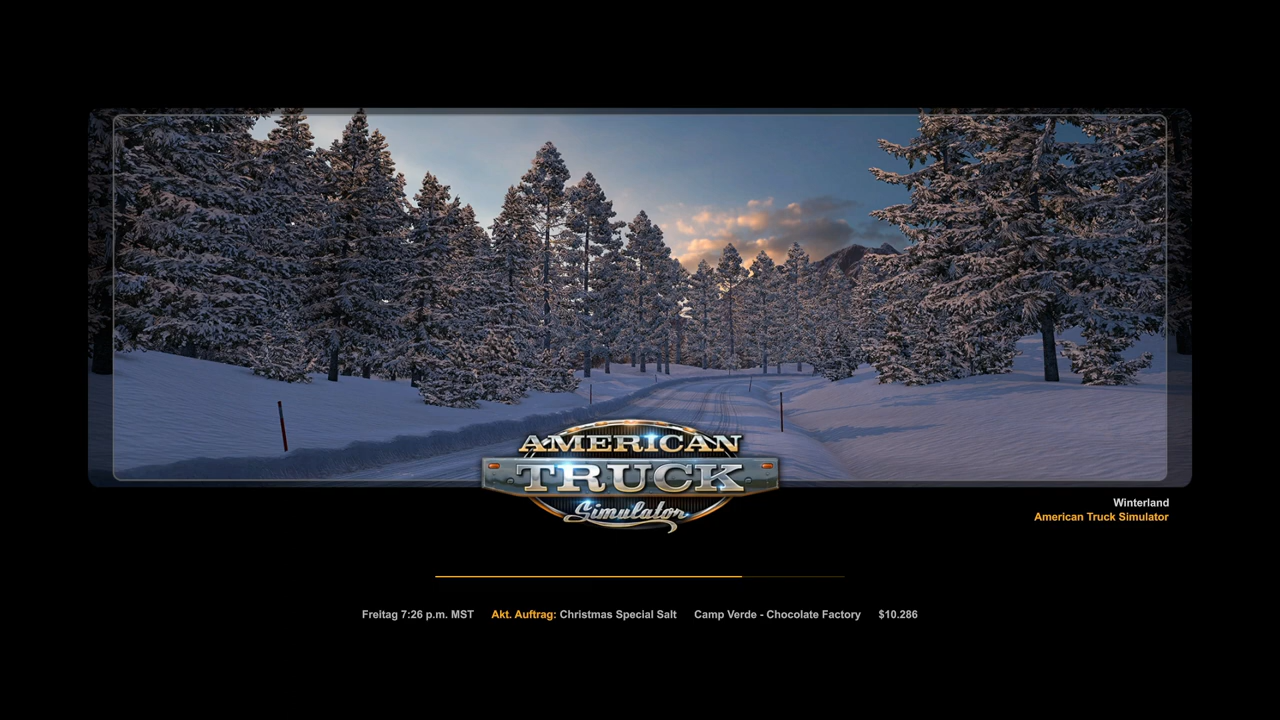 AMERICAN
TRUCK
Simulator
Winterland
American Truck Simulator
Freitag 7:26 p.m. MST Akt. Auftrag: Christmas Special Salt Camp Verde - Chocolate Factory $10.286